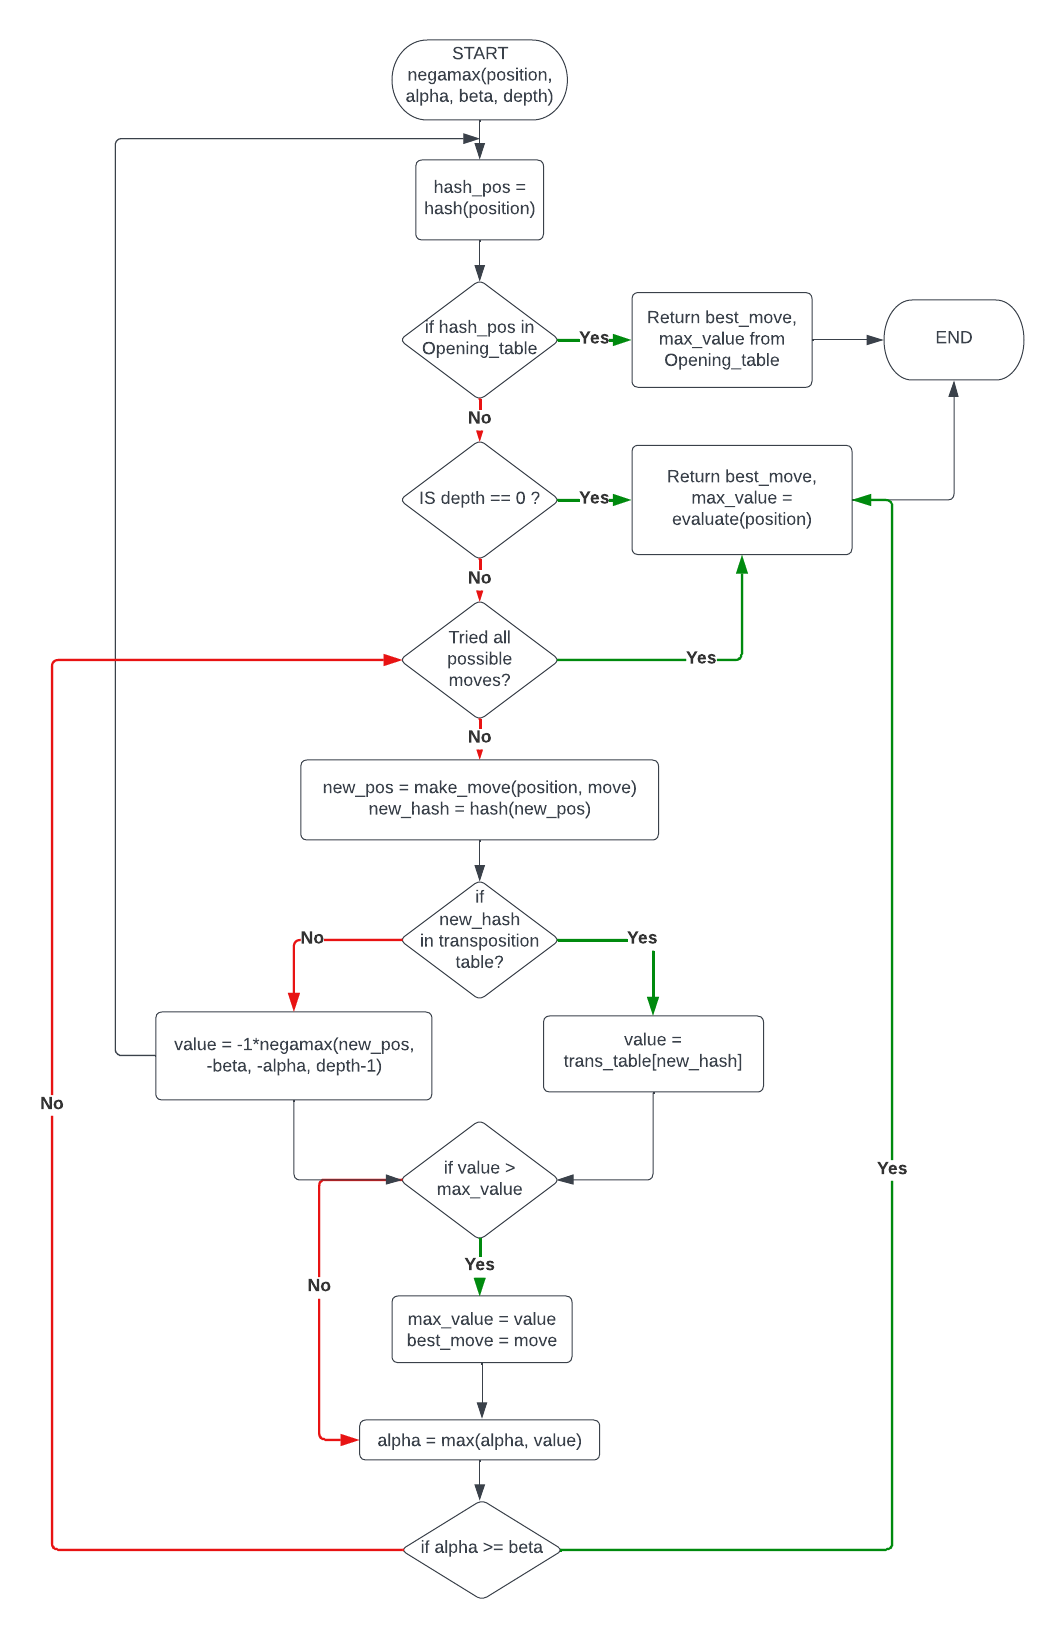 START
negamax(position,
alpha, beta, depth)
hash_pos =
hash(position)
if hash_pos in
Opening_table
Yes
Return best_move,
max_value from
Opening_table
END
No
IS depth == 0 ?
Yes
Return best_move,
max_value =
evaluate(position)
No
Tried all
possible
moves?
Yes
No
new_pos = make_move(position, move)
new_hash = hash(new_pos)
if
new_hash
in transposition
table?
No
Yes
value = -1*negamax(new_pos,
-beta, -alpha, depth-1)
value =
trans_table[new_hash]
No
if value >
max_value
Yes
Yes
No
max_value = value
best_move = move
alpha = max(alpha, value)
if alpha >= beta